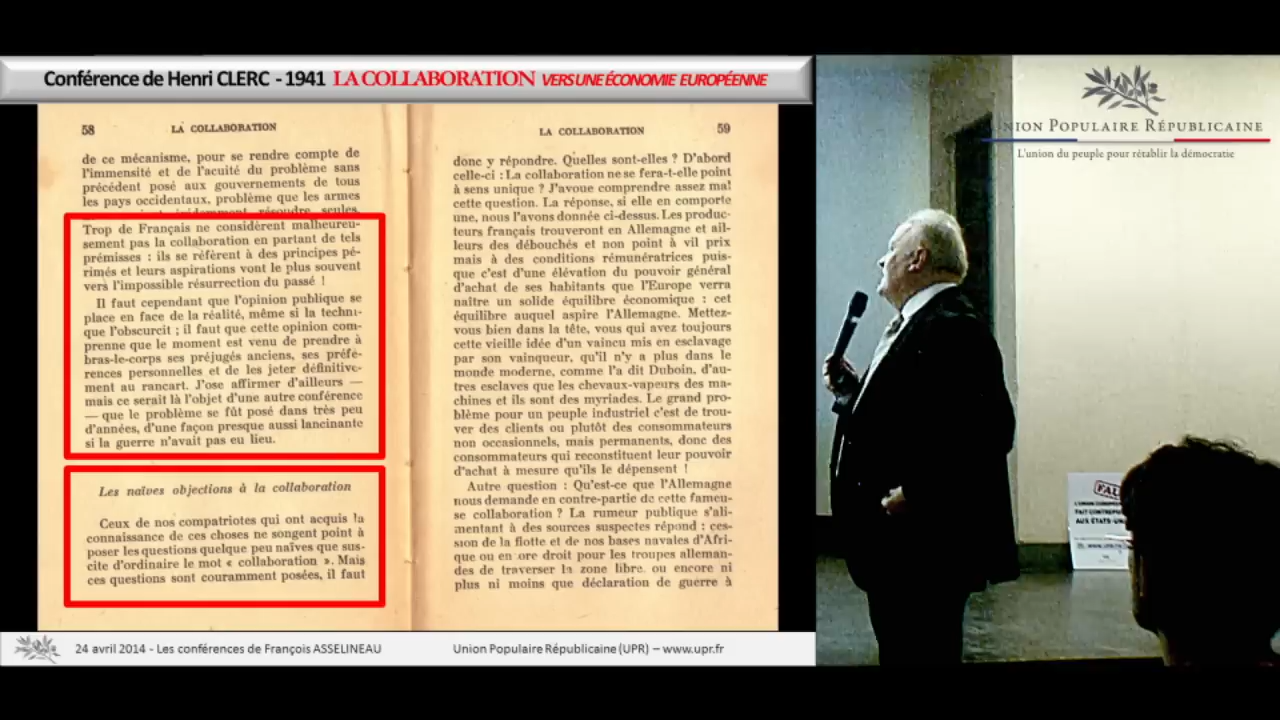 Conférence de Henri CLERC - 1941 LA COLLABORATION VERS UNE ÉCONOMIE EUROPÉENNE
58 LA COLLABORATION
de ce mécanisme, pour se rendre compte de
l'immensité et de l'acuité du problème sans
précédent posé aux gouvernements de tous
les pays occidentaux, problème que les armes
répondre seules.
Trop de Français ne considèrent malheureu-
sement pas la collaboration en partant de tels
prémisses : ils se réfèrent à des principes pé-
rimés et leurs aspirations vont le plus souvent
vers l'impossible résurrection du passé !
Il faut cependant que l'opinion publique se
place en face de la réalité, même si la techni-
que l'obscurcit ; il faut que cette opinion com-
prenne que le moment est venu de prendre à
bras-le-corps ses préjugés anciens, ses préfé-
rences personnelles et de les jeter définitive-
ment au rancart. J'ose affirmer d'ailleurs —
mais ce serait là l'objet d'une autre conférence
— que le problème se fût posé dans très peu
d'années, d'une façon presque aussi lancinante
si la guerre n'avait pas eu lieu.
Les naïves objections à la collaboration
Ceux de nos compatriotes qui ont acquis la
connaissance de ces choses ne songent point à
poser les questions quelque peu naïves que sus-
cite d'ordinaire le mot « collaboration ». Mais
ces questions sont couramment posées, il faut
LA COLLABORATION 59
donc y répondre. Quelles sont-elles ? D'abord
celle-ci : La collaboration ne se fera-t-elle point
à sens unique ? J'avoue comprendre assez mal
cette question. La réponse, si elle en comporte
une, nous l'avons donnée ci-dessus. Les produc-
teurs français trouveront en Allemagne et ail-
leurs des débouchés et non point à vil prix
mais à des conditions rémunératrices puis-
que c'est d'une élévation du pouvoir général
d'achat de ses habitants que l'Europe verra
naître un solide équilibre économique : cet
équilibre auquel aspire l'Allemagne. Mettez-
vous bien dans la tête, vous qui avez toujours
cette vieille idée d'un vaincu mis en esclavage
par son vainqueur, qu'il n'y a plus dans le
monde moderne, comme l'a dit Duboin, d'au-
tres esclaves que les chevaux-vapeurs des ma-
chines et ils sont des myriades. Le grand pro-
blème pour un peuple industriel c'est de trou-
ver des clients ou plutôt des consommateurs
non occasionnels, mais permanents, donc des
consommateurs qui reconstituent leur pouvoir
d'achat à mesure qu'ils le dépensent !
Autre question : Qu'est-ce que l'Allemagne
nous demande en contre-partie de cette fameu-
se collaboration ? La rumeur publique s'ali-
mentant à des sources suspectes répond : ces-
sion de la flotte et de nos bases navales d'Afri-
que ou encore droit pour les troupes alleman-
des de traverser la zone libre, ou encore ni
plus ni moins que déclaration de guerre à
24 avril 2014 - Les conférences de François ASSELINEAU Union Populaire Républicaine (UPR) – www.upr.fr
UNION POPULAIRE RÉPUBLICAINE
L'union du peuple pour rétablir la démocratie
FAIT CONTREP
AUX ÉTATS-UN